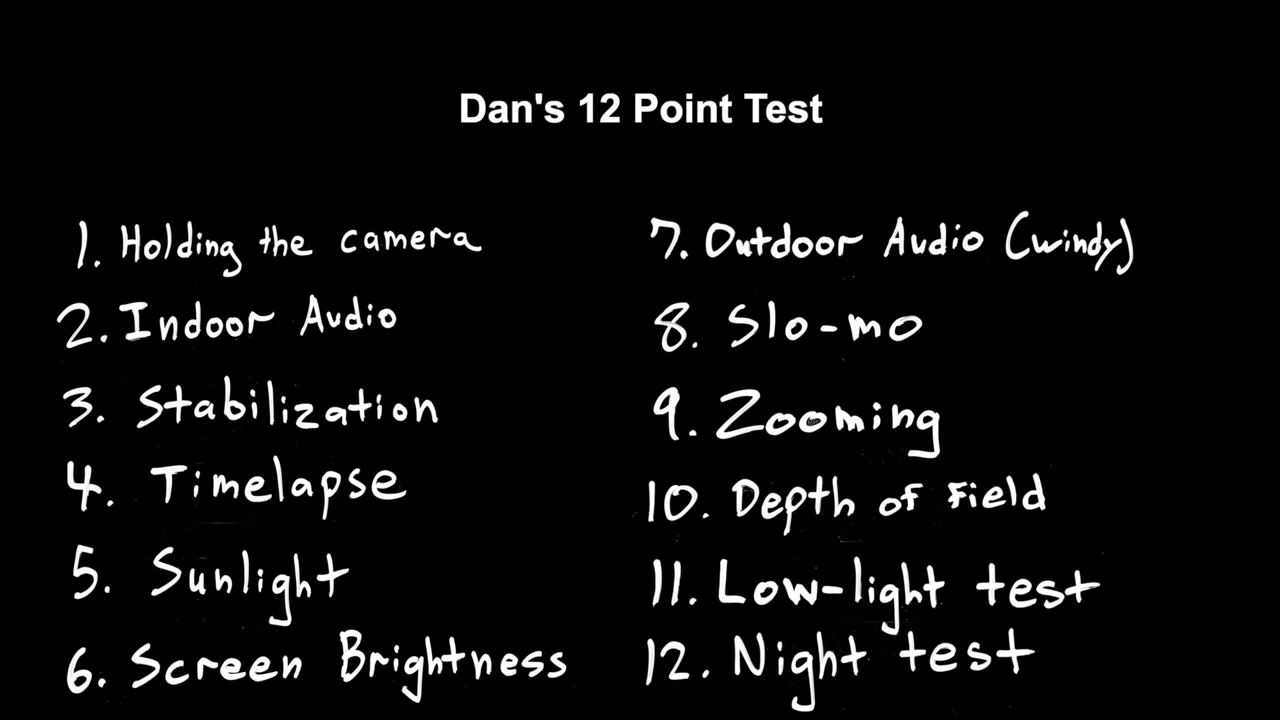 Dan's 12 Point Test
1. Holding the camera
2. Indoor Audio
3. Stabilization
4. Timelapse
5. Sunlight
6. Screen Brightness
7. Outdoor Audio (windy)
8. Slo-mo
9. Zooming
10. Depth of Field
11. Low-light test
12. Night test